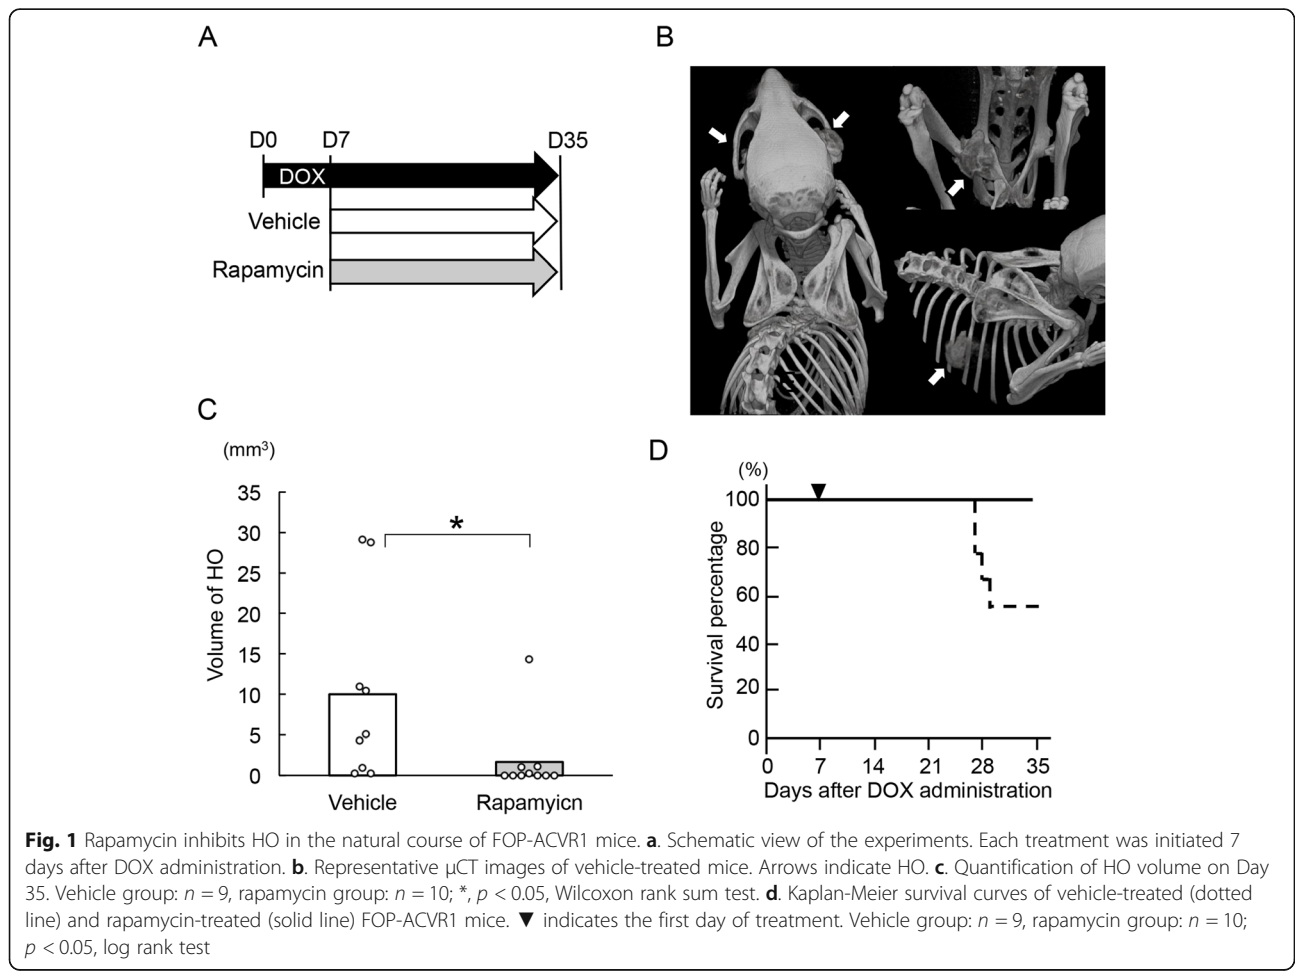 A
D0
D7
D35
DOX
Vehicle
Rapamycin
B
C
(mm³)
Volume of HO
35
30
25
20
15
10
5
0
*
Vehicle
Rapamyicn
D
(%)
Survival percentage
100
80
60
40
20
0
0 7 14 21 28 35
Days after DOX administration
Fig. 1 Rapamycin inhibits HO in the natural course of FOP-ACVR1 mice. a. Schematic view of the experiments. Each treatment was initiated 7
days after DOX administration. b. Representative μCT images of vehicle-treated mice. Arrows indicate HO. c. Quantification of HO volume on Day
35. Vehicle group: n = 9, rapamycin group: n = 10; *, p < 0.05, Wilcoxon rank sum test. d. Kaplan-Meier survival curves of vehicle-treated (dotted
line) and rapamycin-treated (solid line) FOP-ACVR1 mice. ▼ indicates the first day of treatment. Vehicle group: n = 9, rapamycin group: n = 10;
p < 0.05, log rank test